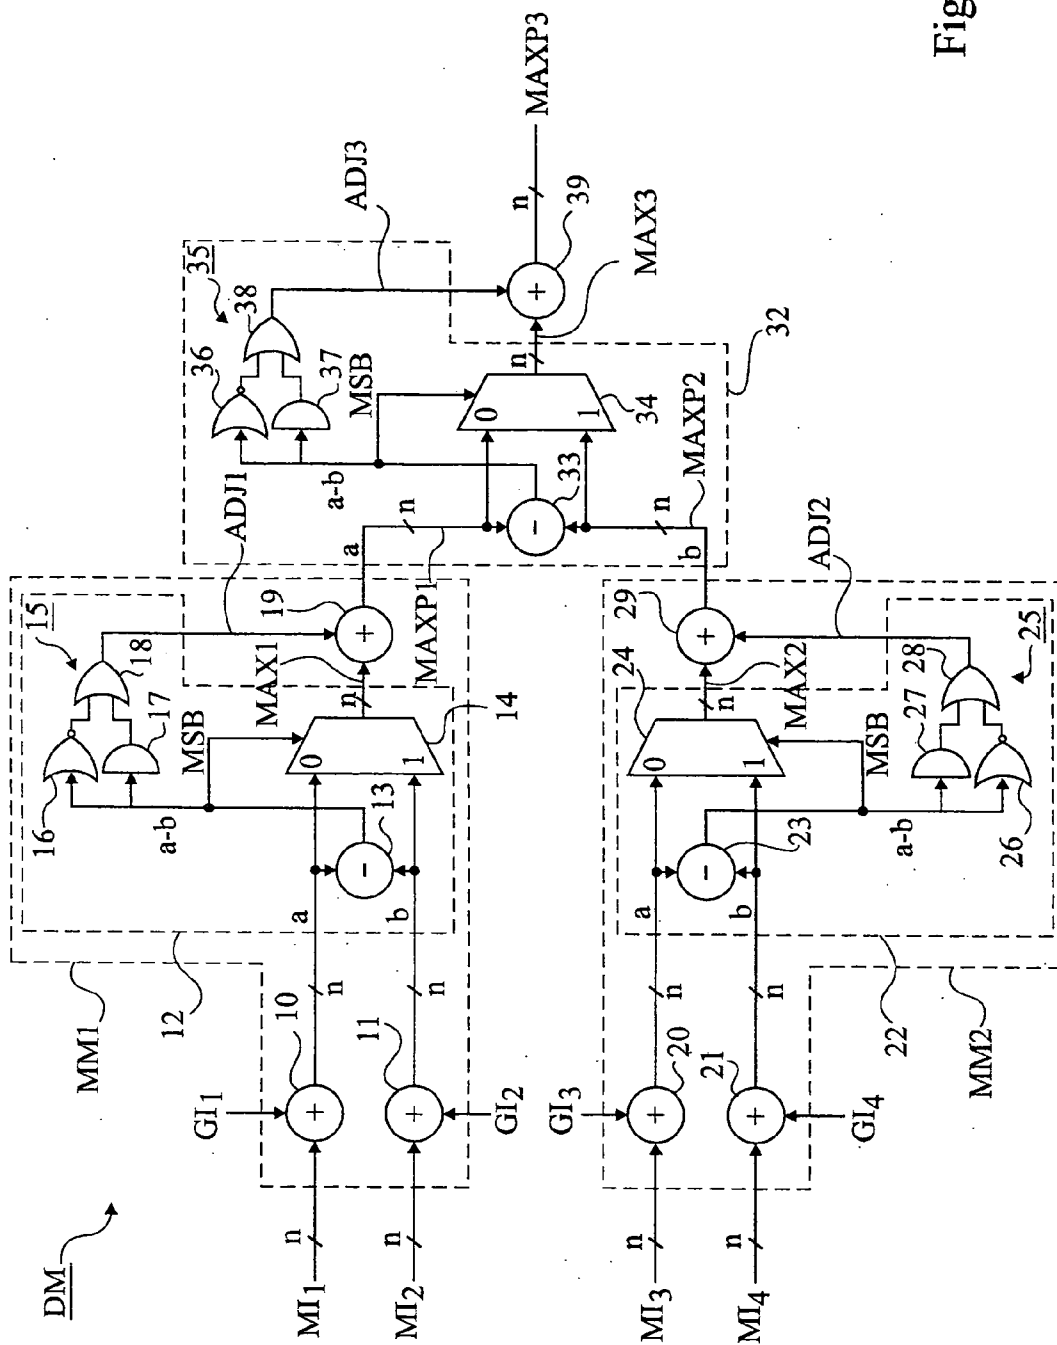 DM
MM1
12
MI1
n
GI1
10
n
a
MI2
n
11
GI2
n
b
16
a-b
15
18
17
MSB
13
0
1
14
n
MAX1
19
ADJ1
MAXP1
MI3
n
GI3
20
n
a
MI4
n
21
GI4
n
b
22
MM2
23
a-b
MSB
0
1
24
n
MAX2
29
26
27
28
25
ADJ2
a
n
b
n
33
MAXP2
a-b
36
35
38
37
MSB
0
1
34
n
32
MAX3
ADJ3
39
n
MAXP3
Fig